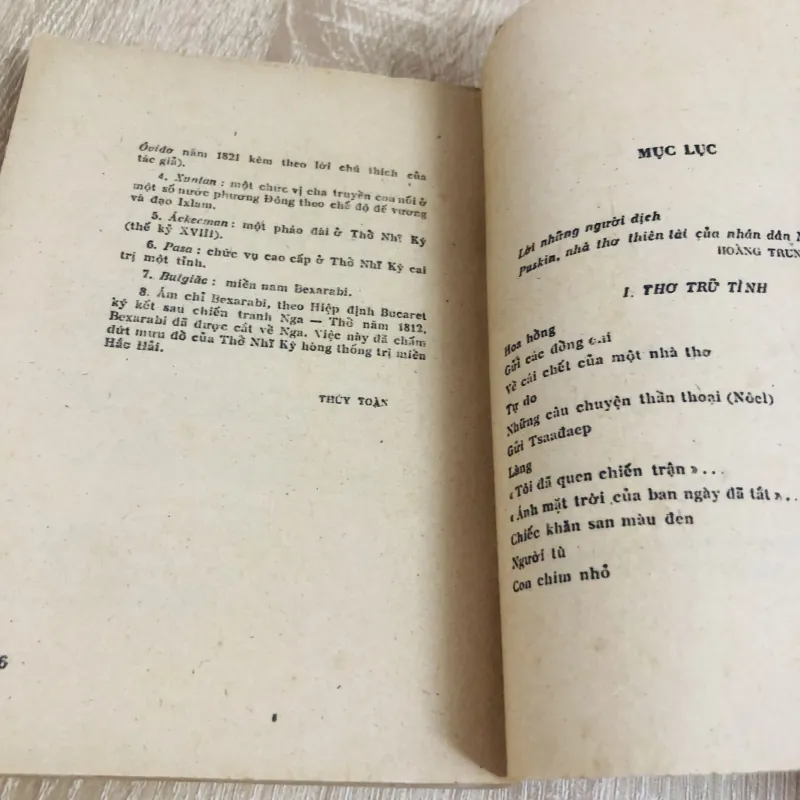 Óvidơ năm 1821 kèm theo lời chú thích của
tác giả).
4. Xuntan : một chức vị cha truyền con nối ở
một số nước phương Đông theo chế độ đế vương
và đạo Ixlam.
5. Ackecman : một pháo đài ở Thổ Nhĩ Kỳ
(thế kỷ XVIII).
6. Pasa : chức vụ cao cấp ở Thổ Nhĩ Kỳ cai
trị một tỉnh.
7. Butgiăc : miền nam Bexarabi.
8. Ám chỉ Bexarabi, theo Hiệp định Bucaret
ký kết sau chiến tranh Nga — Thổ năm 1812,
Bexarabi đã được cắt về Nga. Việc này đã chấm
dứt mưu đồ của Thổ Nhĩ Kỳ hòng thống trị miền
Hắc Hải.
THÚY TOÀN
6
MỤC LỤC
Lời những người dịch
Puskin, nhà thơ thiên tài của nhân dân N
HOÀNG TRUN
I. THƠ TRỮ TÌNH
Hoa hồng
Gửi các đồng
Về cái chết của một nhà thơ
Tự do
Những câu chuyện thần thoại (Nôel)
Gửi Tsaađaep
Làng
«Tôi đã quen chiến trận»...
«Ánh mặt trời của ban ngày đã tắt»..
Chiếc khăn san màu đen
Người tù
Con chim nhỏ